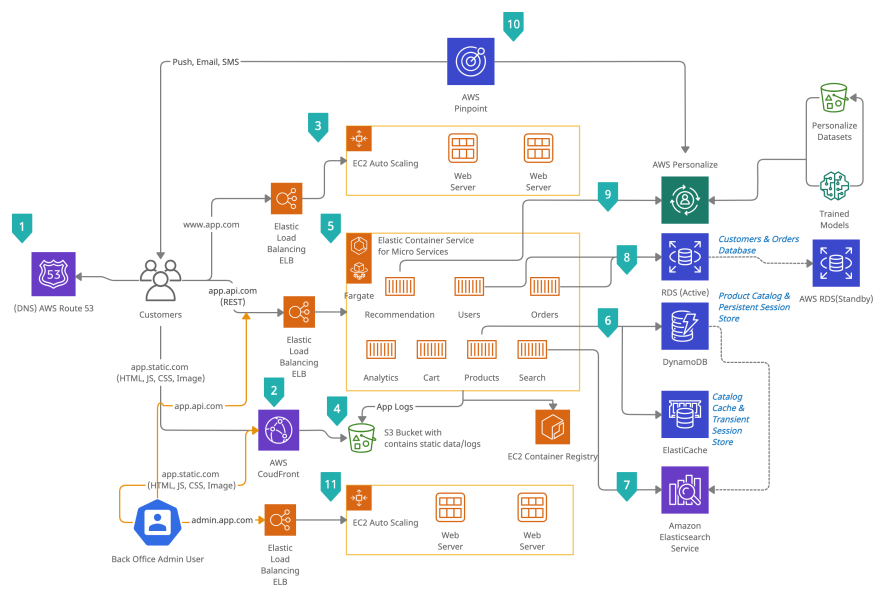 10
Push, Email, SMS
AWS
Pinpoint
3
EC2 Auto Scaling
Web
Server
Web
Server
Personalize
Datasets
AWS Personalize
Trained
Models
9
1
53
(DNS) AWS Route 53
Customers
www.app.com
Elastic
Load
Balancing
ELB
5
Elastic Container Service
for Micro Services
Fargate
Recommendation
Users
Orders
8
Customers & Orders
Database
RDS (Active)
AWS RDS(Standby)
app.api.com
(REST)
Elastic
Load
Balancing
ELB
6
Product Catalog &
Persistent Session
Store
DynamoDB
Analytics
Cart
Products
Search
app.static.com
(HTML, JS, CSS, Image)
2
4
App Logs
app.api.com
AWS
CoudFront
S3 Bucket with
contains static data/logs
EC2 Container Registry
Catalog
Cache &
Transient
Session
Store
ElastiCache
app.static.com
(HTML, JS, CSS, Image)
11
7
EC2 Auto Scaling
Web
Server
Web
Server
Amazon
Elasticsearch
Service
admin.app.com
Back Office Admin User
Elastic
Load
Balancing
ELB